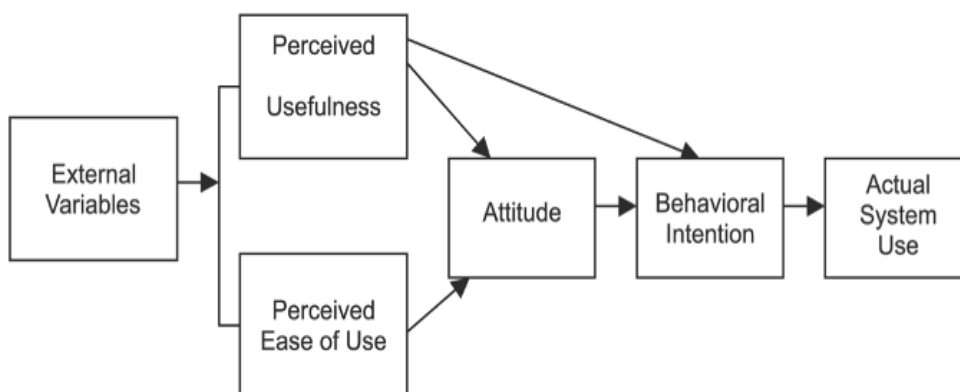 Perceived
Usefulness
External
Variables
Perceived
Ease of Use
Attitude
Behavioral
Intention
Actual
System
Use